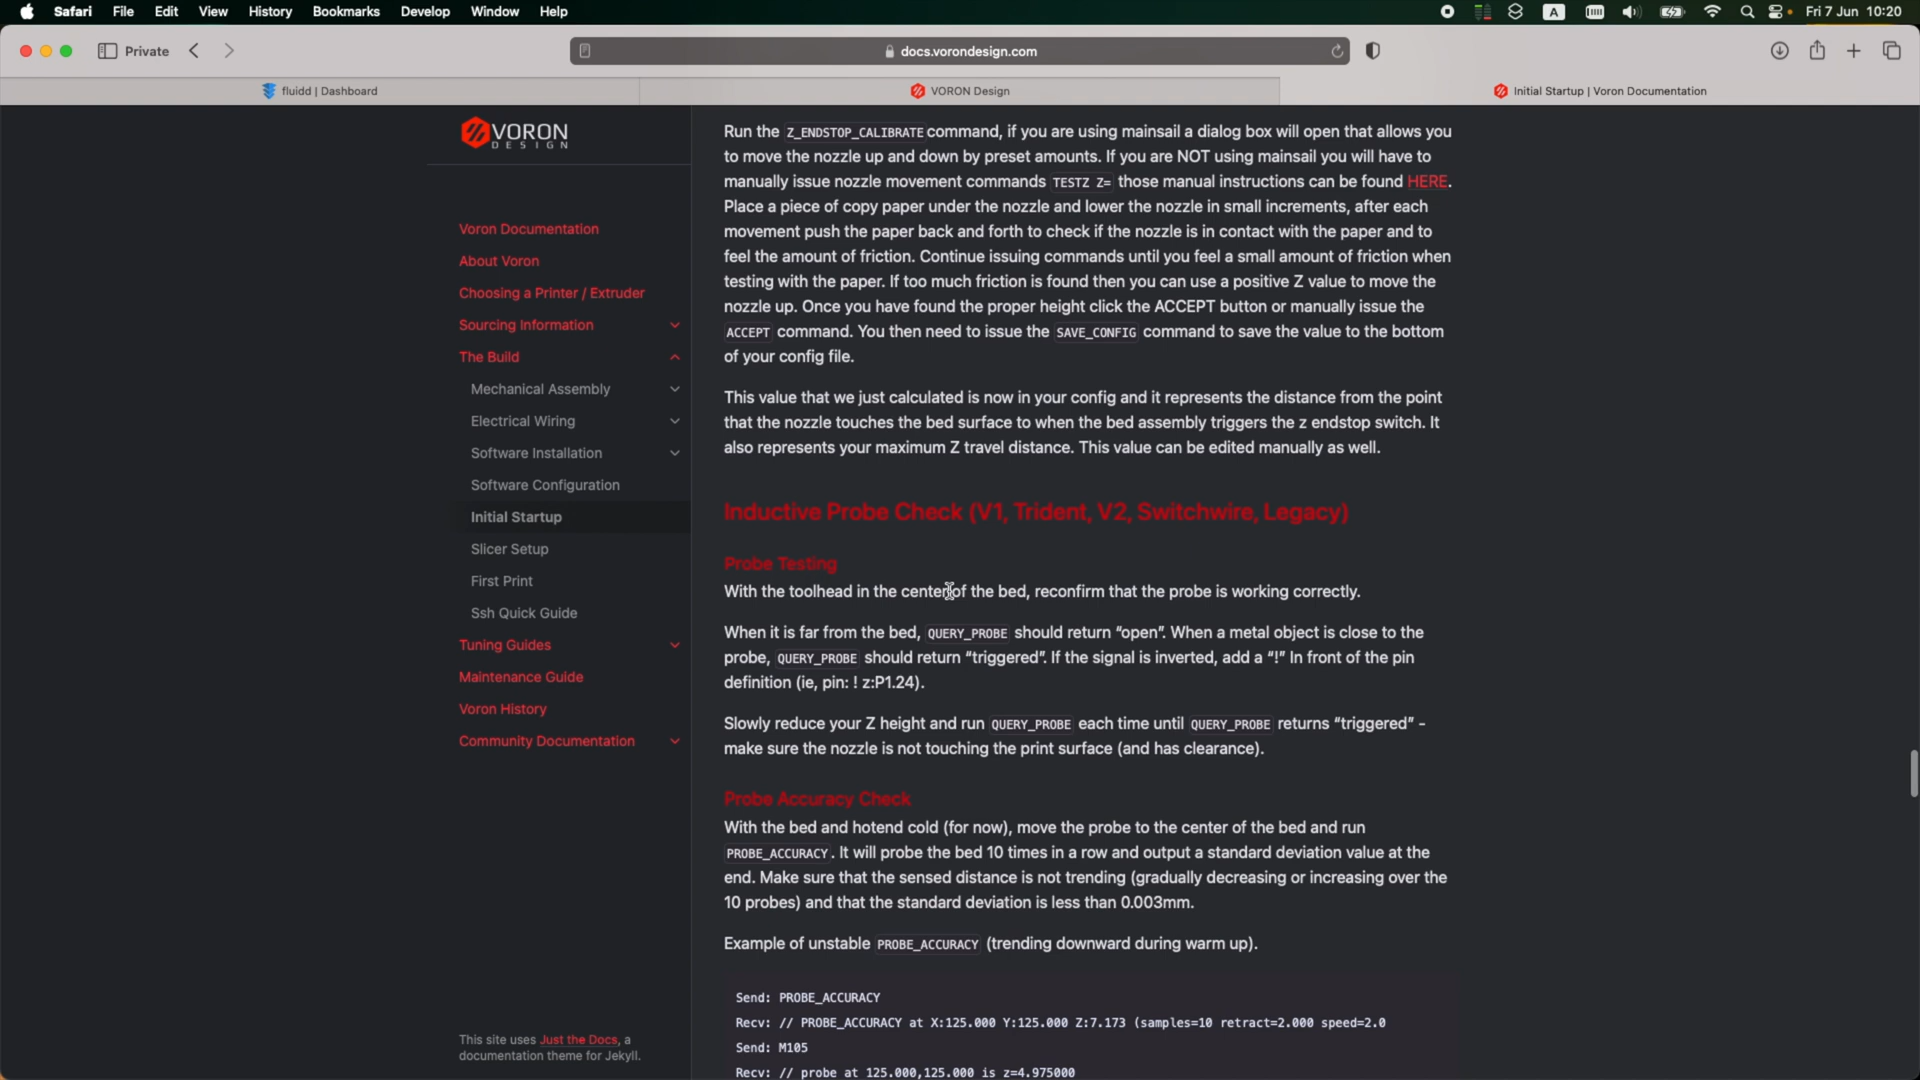 Safari File Edit View History Bookmarks Develop Window Help A Fri 7 Jun 10:20
Private docs.vorondesign.com
fluidd | Dashboard
VORON Design
Initial Startup | Voron Documentation
VORON
DESIGN
Voron Documentation
About Voron
Choosing a Printer / Extruder
Sourcing Information
The Build
Mechanical Assembly
Electrical Wiring
Software Installation
Software Configuration
Initial Startup
Slicer Setup
First Print
Ssh Quick Guide
Tuning Guides
Maintenance Guide
Voron History
Community Documentation
This site uses Just the Docs, a
documentation theme for Jekyll.
Run the Z_ENDSTOP_CALIBRATE command, if you are using mainsail a dialog box will open that allows you
to move the nozzle up and down by preset amounts. If you are NOT using mainsail you will have to
manually issue nozzle movement commands TESTZ Z= those manual instructions can be found HERE.
Place a piece of copy paper under the nozzle and lower the nozzle in small increments, after each
movement push the paper back and forth to check if the nozzle is in contact with the paper and to
feel the amount of friction. Continue issuing commands until you feel a small amount of friction when
testing with the paper. If too much friction is found then you can use a positive Z value to move the
nozzle up. Once you have found the proper height click the ACCEPT button or manually issue the
ACCEPT command. You then need to issue the SAVE_CONFIG command to save the value to the bottom
of your config file.
This value that we just calculated is now in your config and it represents the distance from the point
that the nozzle touches the bed surface to when the bed assembly triggers the z endstop switch. It
also represents your maximum Z travel distance. This value can be edited manually as well.
Inductive Probe Check (V1, Trident, V2, Switchwire, Legacy)
Probe Testing
With the toolhead in the center of the bed, reconfirm that the probe is working correctly.
When it is far from the bed, QUERY_PROBE should return “open”. When a metal object is close to the
probe, QUERY_PROBE should return “triggered”. If the signal is inverted, add a “!” In front of the pin
definition (ie, pin: ! z:P1.24).
Slowly reduce your Z height and run QUERY_PROBE each time until QUERY_PROBE returns “triggered” -
make sure the nozzle is not touching the print surface (and has clearance).
Probe Accuracy Check
With the bed and hotend cold (for now), move the probe to the center of the bed and run
PROBE_ACCURACY. It will probe the bed 10 times in a row and output a standard deviation value at the
end. Make sure that the sensed distance is not trending (gradually decreasing or increasing over the
10 probes) and that the standard deviation is less than 0.003mm.
Example of unstable PROBE_ACCURACY (trending downward during warm up).
Send: PROBE_ACCURACY
Recv: // PROBE_ACCURACY at X:125.000 Y:125.000 Z:7.173 (samples=10 retract=2.000 speed=2.0
Send: M105
Recv: // probe at 125.000,125.000 is z=4.975000